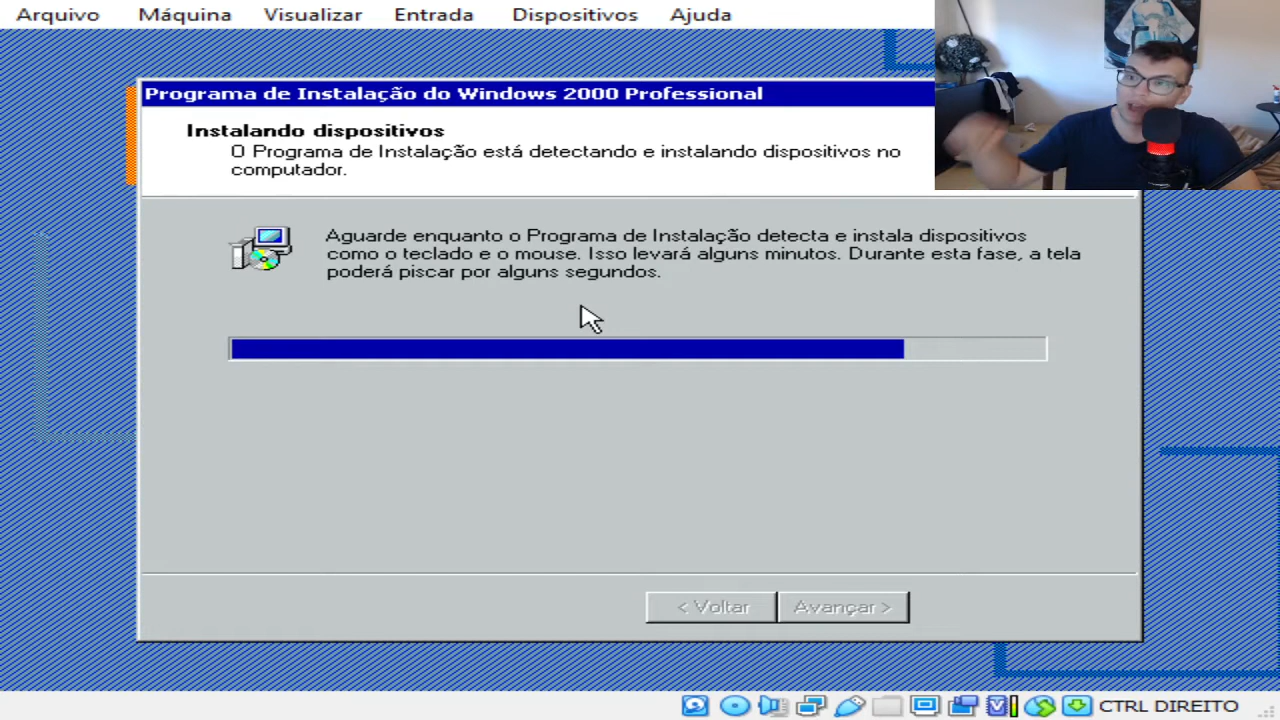 Arquivo Máquina Visualizar Entrada Dispositivos Ajuda
Programa de Instalação do Windows 2000 Professional
Instalando dispositivos
O Programa de Instalação está detectando e instalando dispositivos no
computador.
Aguarde enquanto o Programa de Instalação detecta e instala dispositivos
como o teclado e o mouse. Isso levará alguns minutos. Durante esta fase, a tela
poderá piscar por alguns segundos.
< Voltar Avançar >
CTRL DIREITO